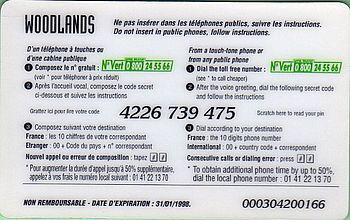 WOODLANDS
Ne pas insérer dans les téléphones publics, suivre les instructions.
Do not insert in public phones, follow instructions.
D'un téléphone à touches ou
d'une cabine publique
1 Composez le n° gratuit : N°Vert 0 800 24 55 66
(voir * pour téléphoner à prix réduit)
2 Après l'accueil vocal, composez le code secret
ci-dessous et suivez les instructions
From a touch-tone phone or
from any public phone
1 Dial the toll free number : N°Vert 0 800 24 55 66
(see * to call cheaper)
2 After the voice greeting, dial the following secret code
and follow the instructions
Grattez ici pour lire votre code
4226 739 475
Scratch here to read your pin
3 Composez suivant votre destination
France : les 10 chiffres de votre correspondant
Etranger : 00 + Code du pays + n° correspondant
Nouvel appel ou erreur de composition : tapez # #
3 Dial according to your destination
France : the 10 digits phone number
International : 00 + country code + correspondant
Consecutive calls or dialing error : press # #
* Pour augmenter la durée d'appel jusqu'à 50% supplémentaire,
appelez à vos frais le numéro local suivant : 01 41 22 13 70
* To obtain additional phone time by up to 50%,
dial the local phone number : 01 41 22 13 70
NON REMBOURSABLE - DATE D'EXPIRATION : 31/01/1998.
000304200166